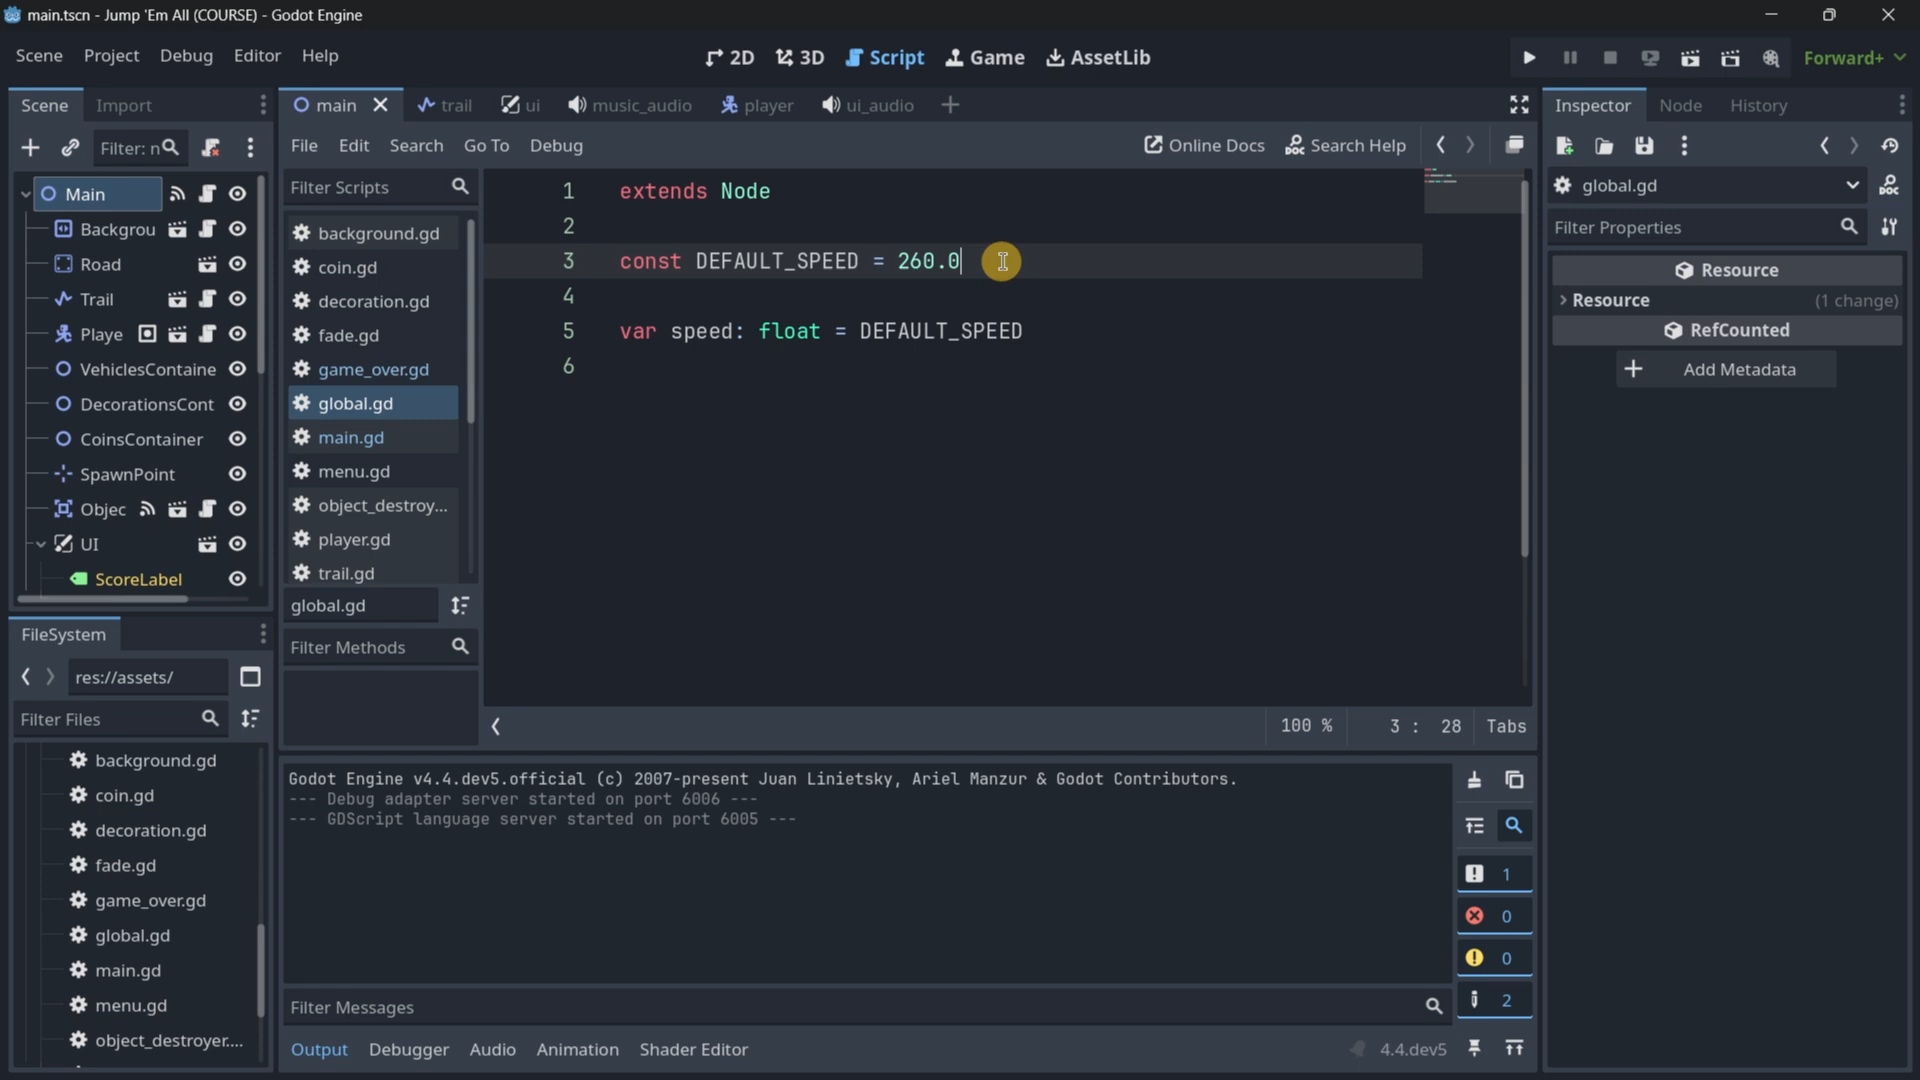 main.tscn - Jump 'Em All (COURSE) - Godot Engine
Scene Project Debug Editor Help
2D 3D Script Game AssetLib
Forward+
Scene Import
main trail ui music_audio player ui_audio
Inspector Node History
Filter: n
File Edit Search Go To Debug
Online Docs Search Help
Main
Backgrou
Road
Trail
Playe
VehiclesContaine
DecorationsCont
CoinsContainer
SpawnPoint
Objec
UI
ScoreLabel
Filter Scripts
background.gd
coin.gd
decoration.gd
fade.gd
game_over.gd
global.gd
main.gd
menu.gd
object_destroy...
player.gd
trail.gd
global.gd
Filter Methods
1 extends Node
2
3 const DEFAULT_SPEED = 260.0
4
5 var speed: float = DEFAULT_SPEED
6
100 % 3 : 28 Tabs
global.gd
Filter Properties
Resource
Resource (1 change)
RefCounted
Add Metadata
FileSystem
res://assets/
Filter Files
background.gd
coin.gd
decoration.gd
fade.gd
game_over.gd
global.gd
main.gd
menu.gd
object_destroyer....
Godot Engine v4.4.dev5.official (c) 2007-present Juan Linietsky, Ariel Manzur & Godot Contributors.
--- Debug adapter server started on port 6006 ---
--- GDScript language server started on port 6005 ---
1
0
0
2
Filter Messages
Output Debugger Audio Animation Shader Editor
4.4.dev5